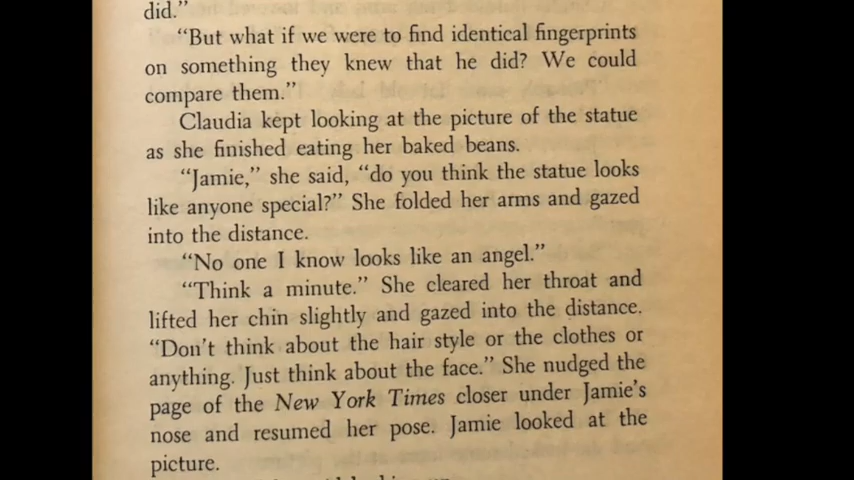 did.”
“But what if we were to find identical fingerprints
on something they knew that he did? We could
compare them.”
Claudia kept looking at the picture of the statue
as she finished eating her baked beans.
“Jamie,” she said, “do you think the statue looks
like anyone special?” She folded her arms and gazed
into the distance.
“No one I know looks like an angel.”
“Think a minute.” She cleared her throat and
lifted her chin slightly and gazed into the distance.
“Don’t think about the hair style or the clothes or
anything. Just think about the face.” She nudged the
page of the New York Times closer under Jamie’s
nose and resumed her pose. Jamie looked at the
picture.